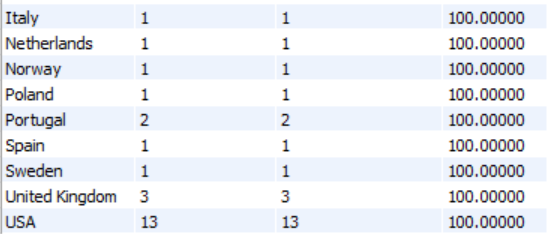 Italy 1 1 100.00000
Netherlands 1 1 100.00000
Norway 1 1 100.00000
Poland 1 1 100.00000
Portugal 2 2 100.00000
Spain 1 1 100.00000
Sweden 1 1 100.00000
United Kingdom 3 3 100.00000
USA 13 13 100.00000